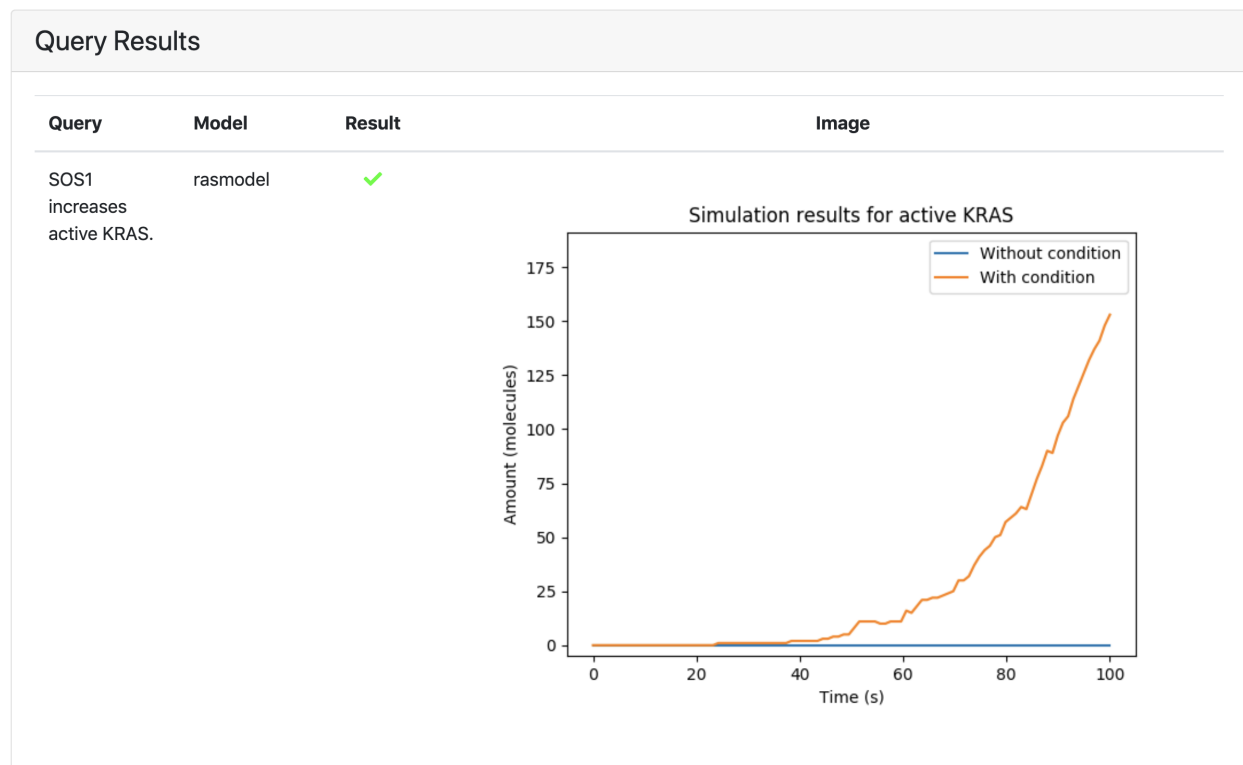 Query Results
Query Model Result Image
SOS1 rasmodel
increases
active KRAS.
Simulation results for active KRAS
Without condition
With condition
175
150
125
100
75
50
25
0
Amount (molecules)
0 20 40 60 80 100
Time (s)